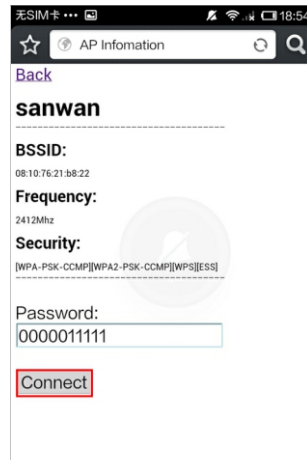 无SIM卡 ••• 18:54
AP Infomation
Back
sanwan
BSSID:
08:10:76:21:b8:22
Frequency:
2412Mhz
Security:
[WPA-PSK-CCMP][WPA2-PSK-CCMP][WPS][ESS]
Password:
0000011111
Connect